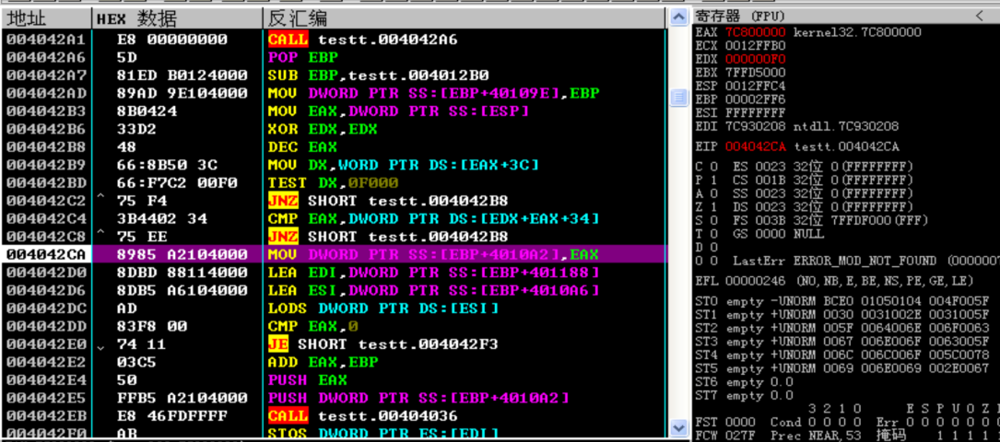 地址 HEX 数据 反汇编
004042A1 E8 00000000 CALL testt.004042A6
004042A6 5D POP EBP
004042A7 81ED B0124000 SUB EBP,testt.004012B0
004042AD 89AD 9E104000 MOV DWORD PTR SS:[EBP+40109E],EBP
004042B3 8B0424 MOV EAX,DWORD PTR SS:[ESP]
004042B6 33D2 XOR EDX,EDX
004042B8 48 DEC EAX
004042B9 66:8B50 3C MOV DX,WORD PTR DS:[EAX+3C]
004042BD 66:F7C2 00F0 TEST DX,0F000
004042C2 ^ 75 F4 JNZ SHORT testt.004042B8
004042C4 3B4402 34 CMP EAX,DWORD PTR DS:[EDX+EAX+34]
004042C8 ^ 75 EE JNZ SHORT testt.004042B8
004042CA 8985 A2104000 MOV DWORD PTR SS:[EBP+4010A2],EAX
004042D0 8DBD 88114000 LEA EDI,DWORD PTR SS:[EBP+401188]
004042D6 8DB5 A6104000 LEA ESI,DWORD PTR SS:[EBP+4010A6]
004042DC AD LODS DWORD PTR DS:[ESI]
004042DD 83F8 00 CMP EAX,0
004042E0 74 11 JE SHORT testt.004042F3
004042E2 03C5 ADD EAX,EBP
004042E4 50 PUSH EAX
004042E5 FFB5 A2104000 PUSH DWORD PTR SS:[EBP+4010A2]
004042EB E8 46FDFFFF CALL testt.00404036
004042F0 AB STOS DWORD PTR ES:[EDI]
寄存器 (FPU) <
EAX 7C800000 kernel32.7C800000
ECX 0012FFB0
EDX 000000F0
EBX 7FFD5000
ESP 0012FFC4
EBP 00002FF6
ESI FFFFFFFF
EDI 7C930208 ntdll.7C930208
EIP 004042CA testt.004042CA
C 0 ES 0023 32位 0(FFFFFFFF)
P 1 CS 001B 32位 0(FFFFFFFF)
A 0 SS 0023 32位 0(FFFFFFFF)
Z 1 DS 0023 32位 0(FFFFFFFF)
S 0 FS 003B 32位 7FFDF000(FFF)
T 0 GS 0000 NULL
D 0
O 0 LastErr ERROR_MOD_NOT_FOUND (0000007
EFL 00000246 (NO,NB,E,BE,NS,PE,GE,LE)
ST0 empty -UNORM BCE0 01050104 004F005F
ST1 empty +UNORM 0030 0031002E 0031005F
ST2 empty +UNORM 005F 0064006E 006F0063
ST3 empty +UNORM 0067 006E006F 0063005F
ST4 empty +UNORM 006C 006C006F 005C0078
ST5 empty +UNORM 0069 006E0069 002E0067
ST6 empty 0.0
ST7 empty 0.0
3 2 1 0 E S P U O Z I
FST 0000 Cond 0 0 0 0 Err 0 0 0 0 0 0 0
FCW 027F Prec NEAR,53 掩码 1 1 1 1 1